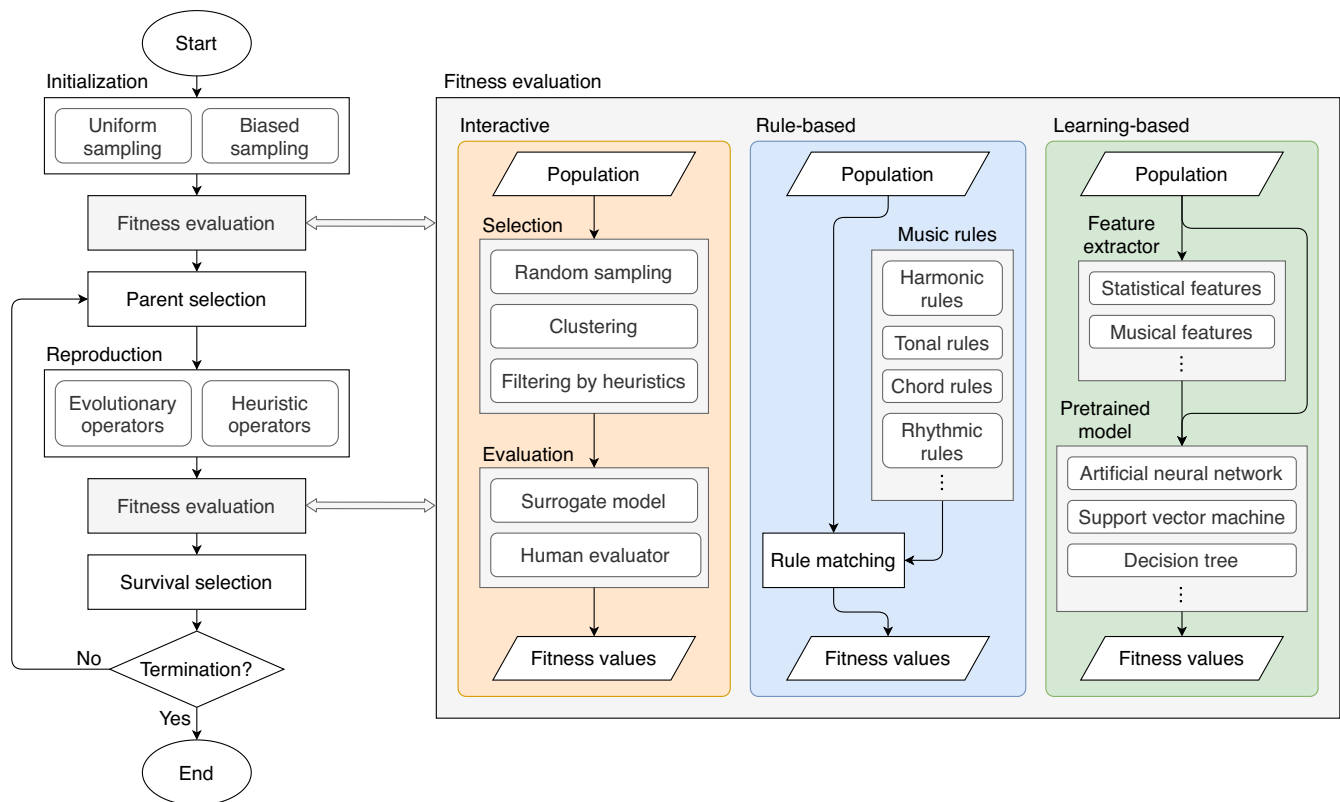 Start
Initialization
Uniform
sampling
Biased
sampling
Fitness evaluation
Parent selection
Reproduction
Evolutionary
operators
Heuristic
operators
Fitness evaluation
Survival selection
Termination?
No
Yes
End
Fitness evaluation
Interactive
Population
Selection
Random sampling
Clustering
Filtering by heuristics
Evaluation
Surrogate model
Human evaluator
Fitness values
Rule-based
Population
Music rules
Harmonic
rules
Tonal rules
Chord rules
Rhythmic
rules
⋮
Rule matching
Fitness values
Learning-based
Population
Feature
extractor
Statistical features
Musical features
⋮
Pretrained
model
Artificial neural network
Support vector machine
Decision tree
⋮
Fitness values